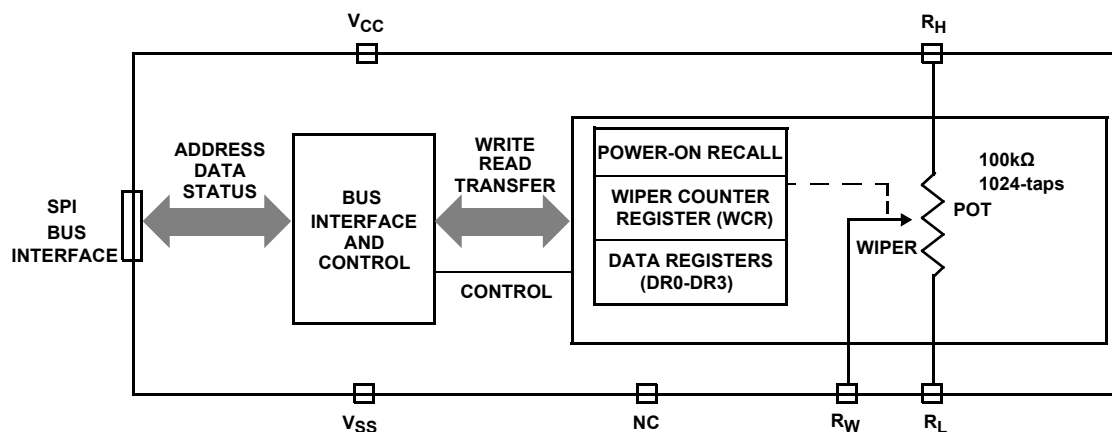 VCC
RH
ADDRESS
DATA
STATUS
WRITE
READ
TRANSFER
SPI
BUS
INTERFACE
BUS
INTERFACE
AND
CONTROL
CONTROL
POWER-ON RECALL
WIPER COUNTER
REGISTER (WCR)
DATA REGISTERS
(DR0-DR3)
100kΩ
1024-taps
POT
WIPER
VSS
NC
RW
RL